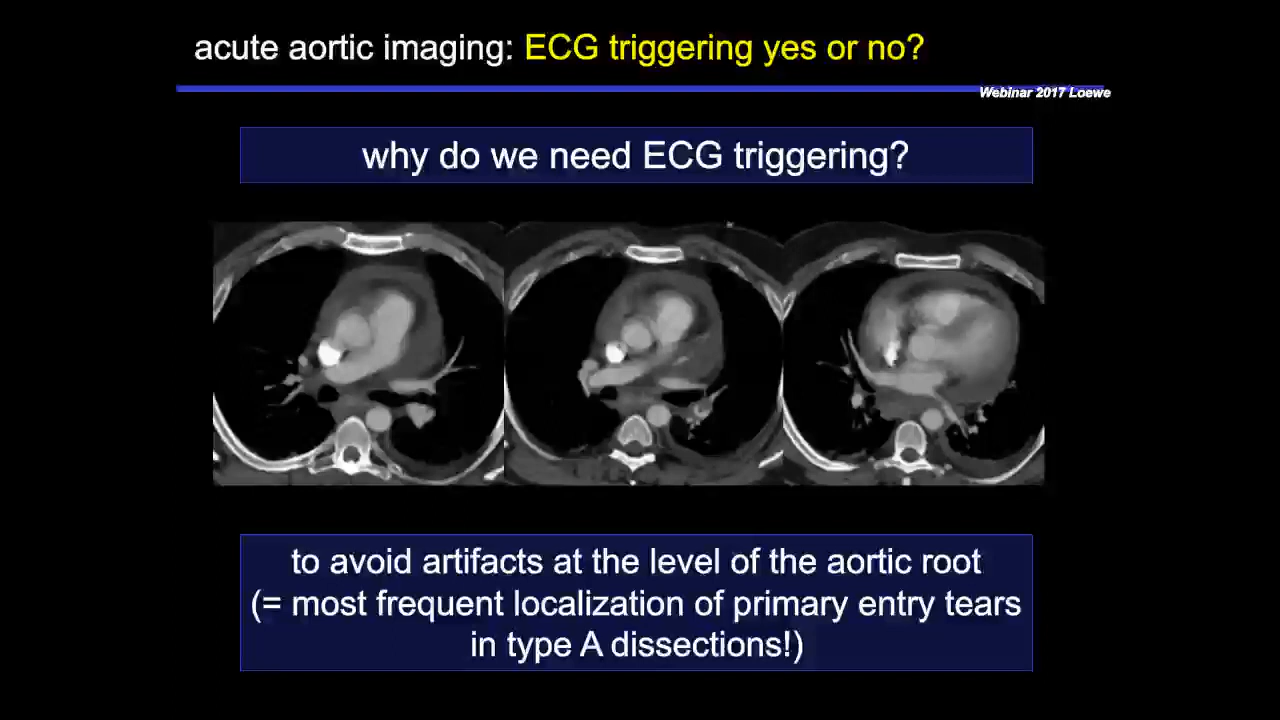 acute aortic imaging: ECG triggering yes or no?
Webinar 2017 Loewe
why do we need ECG triggering?
to avoid artifacts at the level of the aortic root
(= most frequent localization of primary entry tears
in type A dissections!)